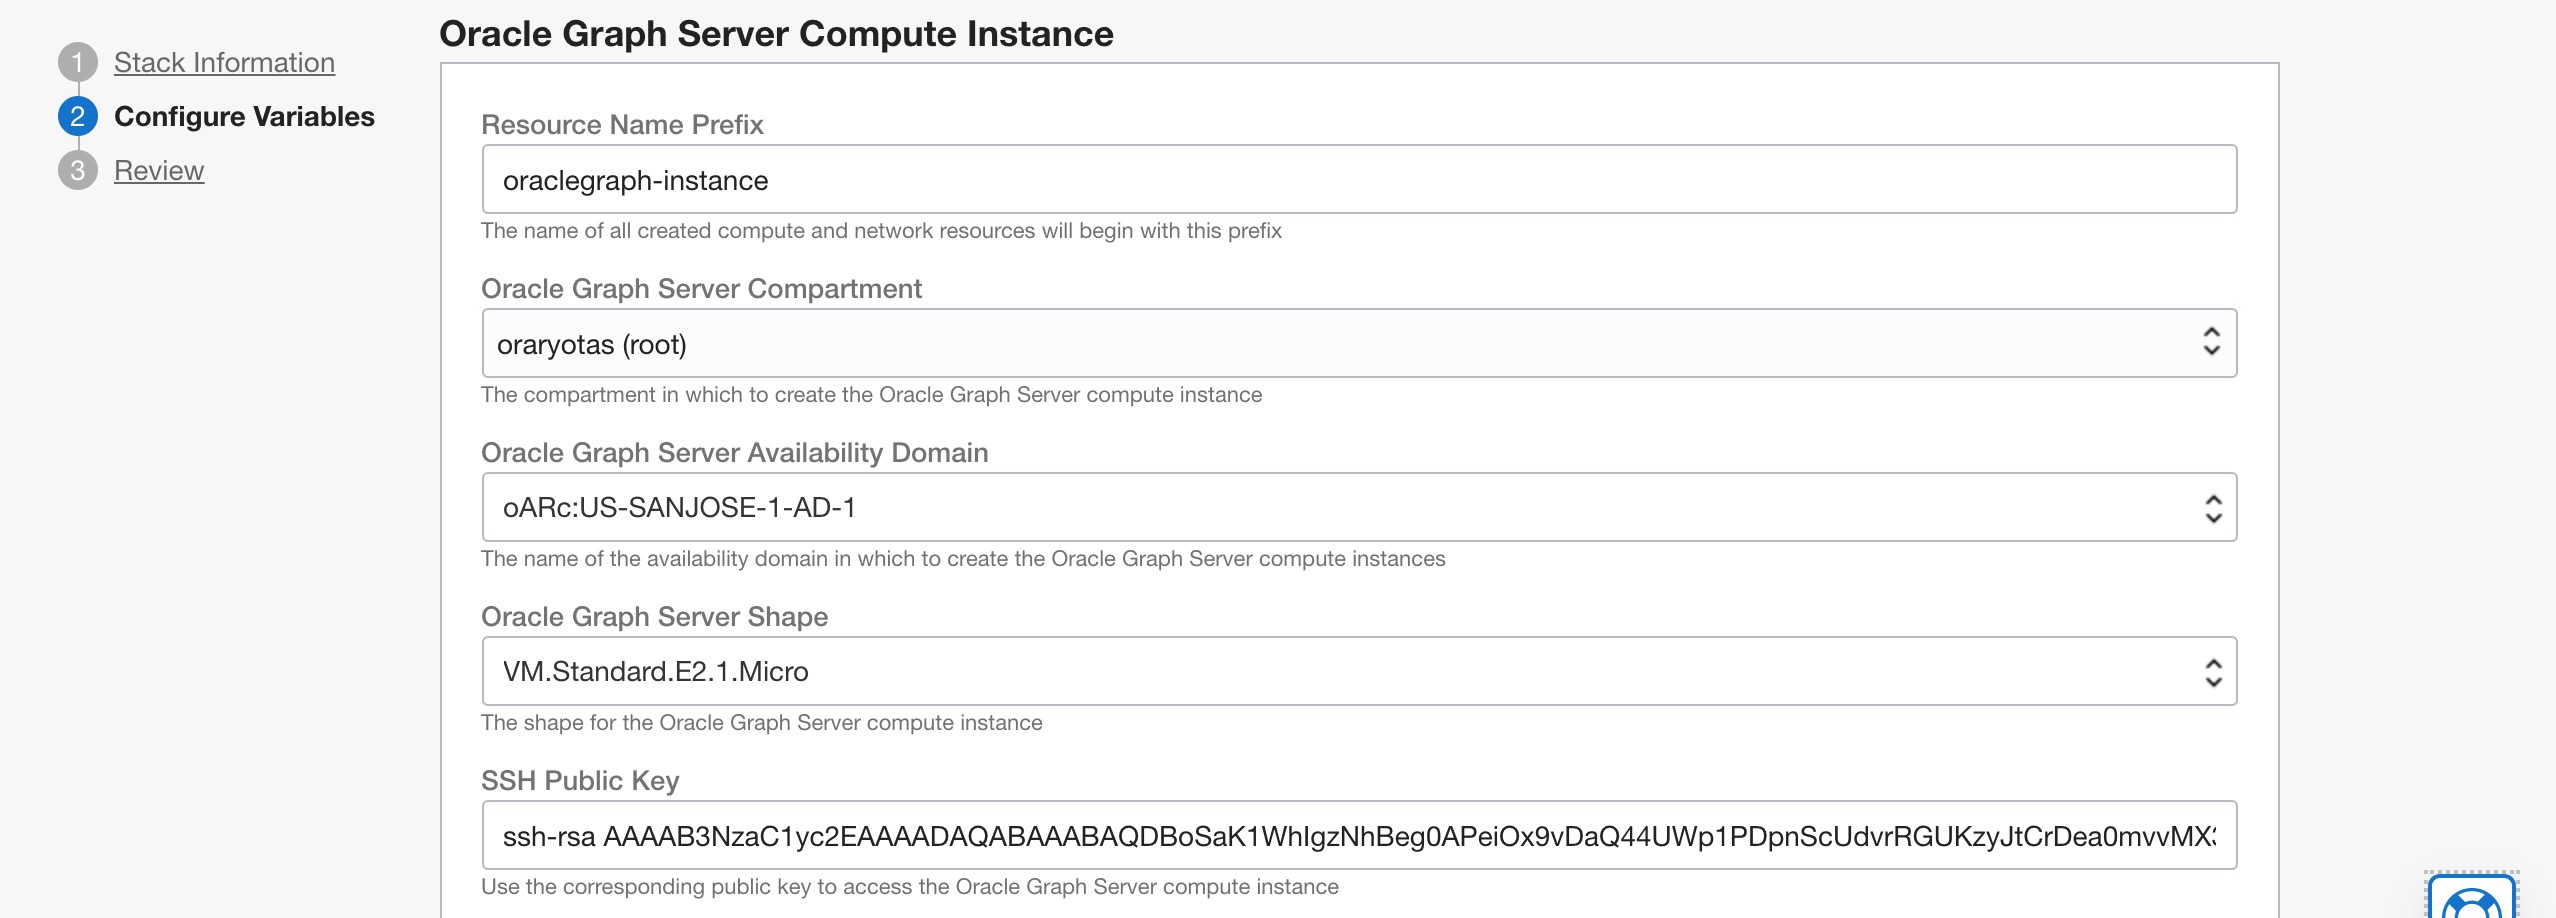 Oracle Graph Server Compute Instance
1 Stack Information
2 Configure Variables
3 Review
Resource Name Prefix
oraclegraph-instance
The name of all created compute and network resources will begin with this prefix
Oracle Graph Server Compartment
oraryotas (root)
The compartment in which to create the Oracle Graph Server compute instance
Oracle Graph Server Availability Domain
oARc:US-SANJOSE-1-AD-1
The name of the availability domain in which to create the Oracle Graph Server compute instances
Oracle Graph Server Shape
VM.Standard.E2.1.Micro
The shape for the Oracle Graph Server compute instance
SSH Public Key
ssh-rsa
Use the corresponding public key to access the Oracle Graph Server compute instance